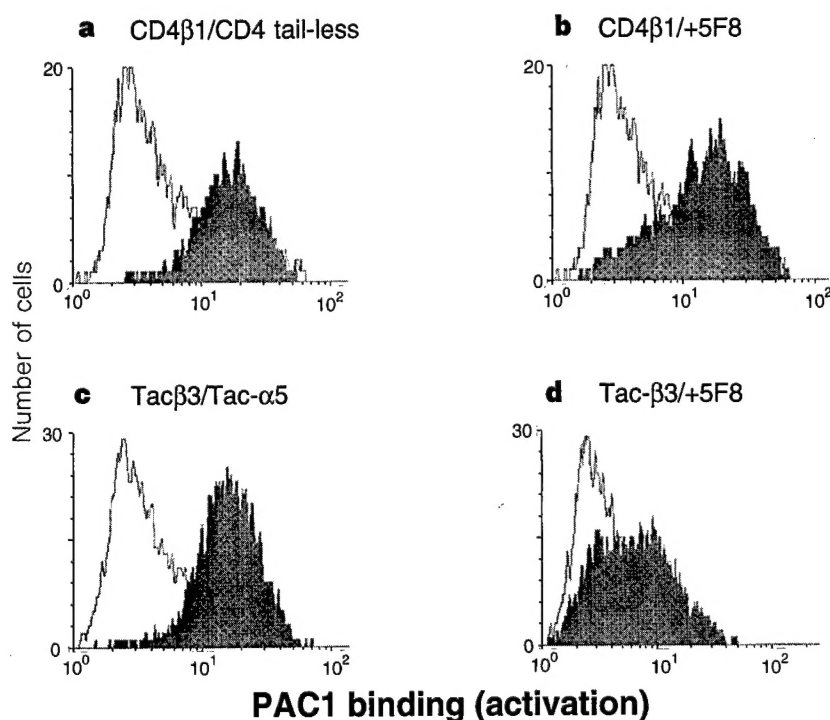 a CD4β1/CD4 tail-less
b CD4β1/+5F8
20
0
10⁰ 10¹ 10²
20
0
10⁰ 10¹ 10²
Number of cells
c Tacβ3/Tac-α5
d Tac-β3/+5F8
30
0
10⁰ 10¹ 10²
30
0
10⁰ 10¹ 10²
PAC1 binding (activation)